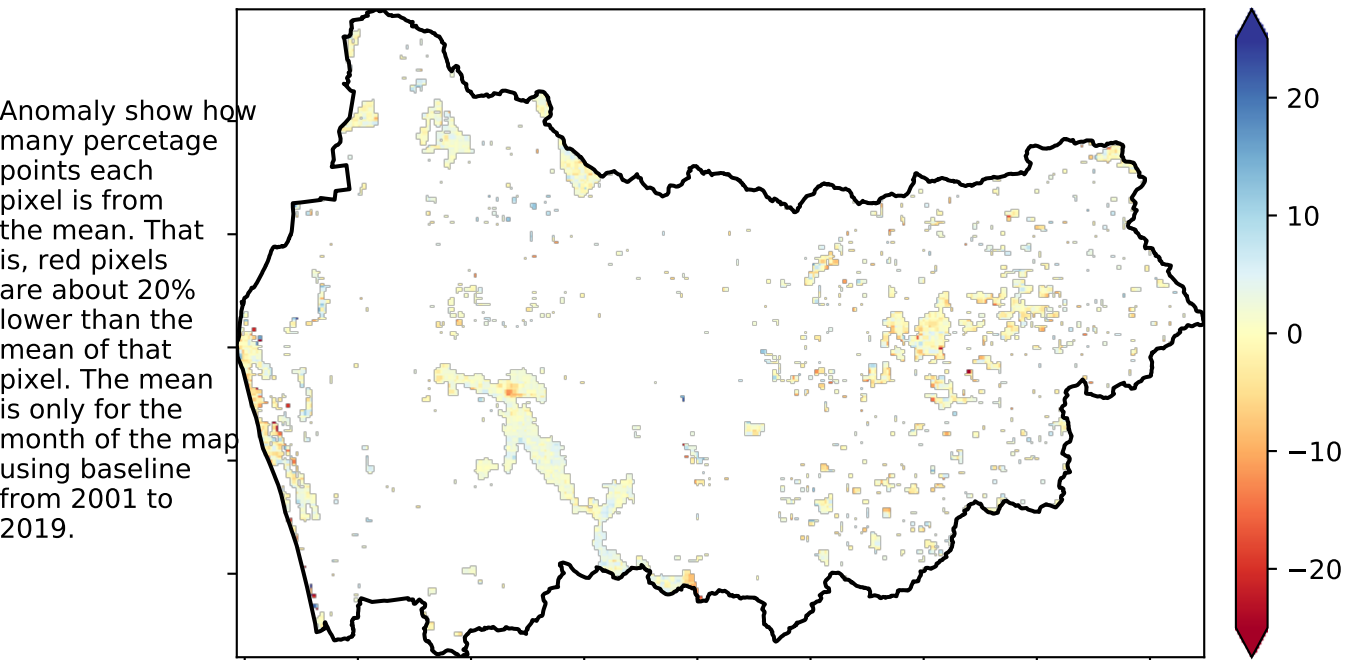 Anomaly show how
many percetage
points each
pixel is from
the mean. That
is, red pixels
are about 20%
lower than the
mean of that
pixel. The mean
is only for the
month of the map
using baseline
from 2001 to
2019.
20
10
0
−10
−20